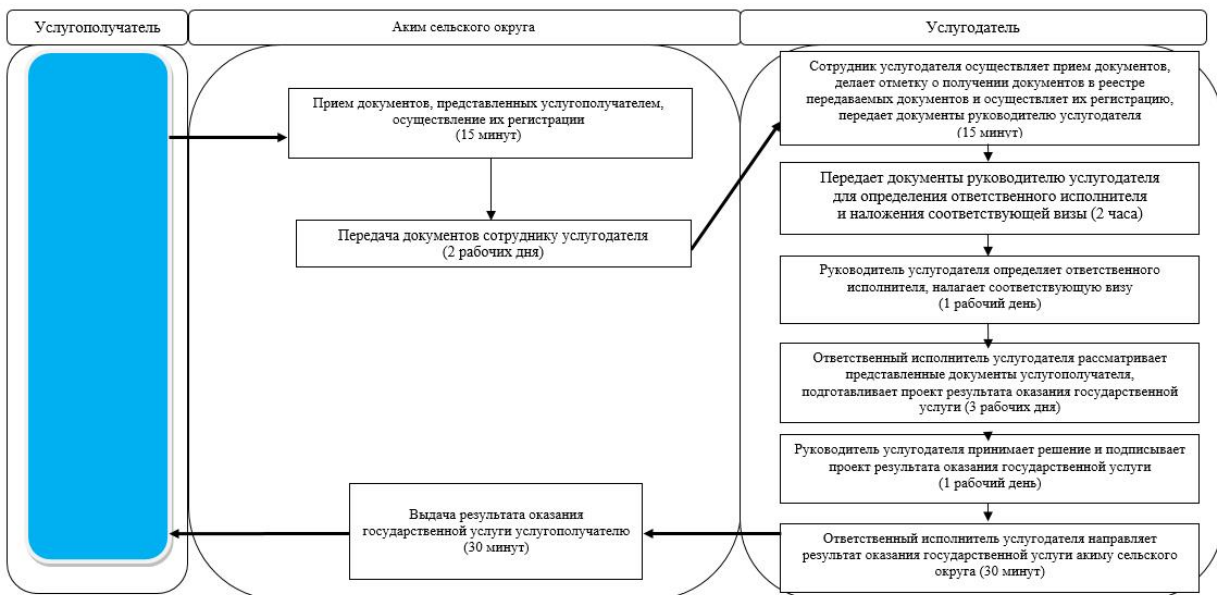 Услугополучатель
Аким сельского округа
Услугодатель
Прием документов, представленных услугополучателем,
осуществление их регистрации
(15 минут)
Передача документов сотруднику услугодателя
(2 рабочих дня)
Сотрудник услугодателя осуществляет прием документов,
делает отметку о получении документов в реестре
передаваемых документов и осуществляет их регистрацию,
передает документы руководителю услугодателя
(15 минут)
Передает документы руководителю услугодателя
для определения ответственного исполнителя
и наложения соответствующей визы (2 часа)
Руководитель услугодателя определяет ответственного
исполнителя, налагает соответствующую визу
(1 рабочий день)
Ответственный исполнитель услугодателя рассматривает
представленные документы услугополучателя,
подготавливает проект результата оказания государственной
услуги (3 рабочих дня)
Руководитель услугодателя принимает решение и подписывает
проект результата оказания государственной услуги
(1 рабочий день)
Ответственный исполнитель услугодателя направляет
результат оказания государственной услуги акиму сельского
округа (30 минут)
Выдача результата оказания
государственной услуги услугополучателю
(30 минут)